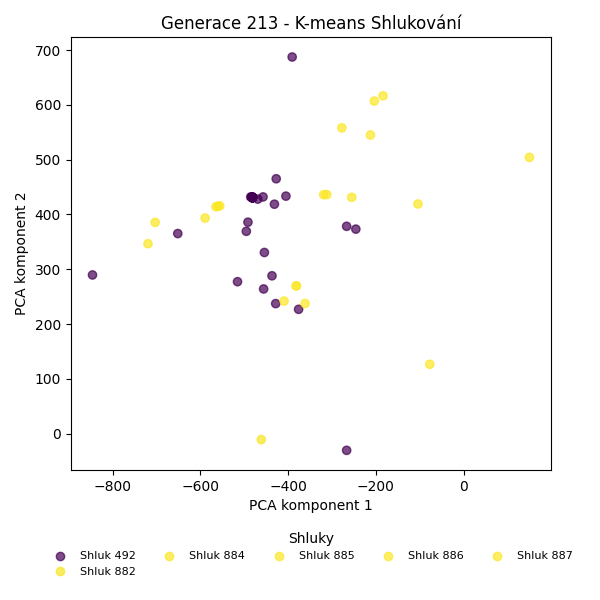 Generace 213 - K-means Shlukování
PCA komponent 2
700
600
500
400
300
200
100
0
−800 −600 −400 −200 0
PCA komponent 1
Shluky
Shluk 492 Shluk 884 Shluk 885 Shluk 886 Shluk 887
Shluk 882